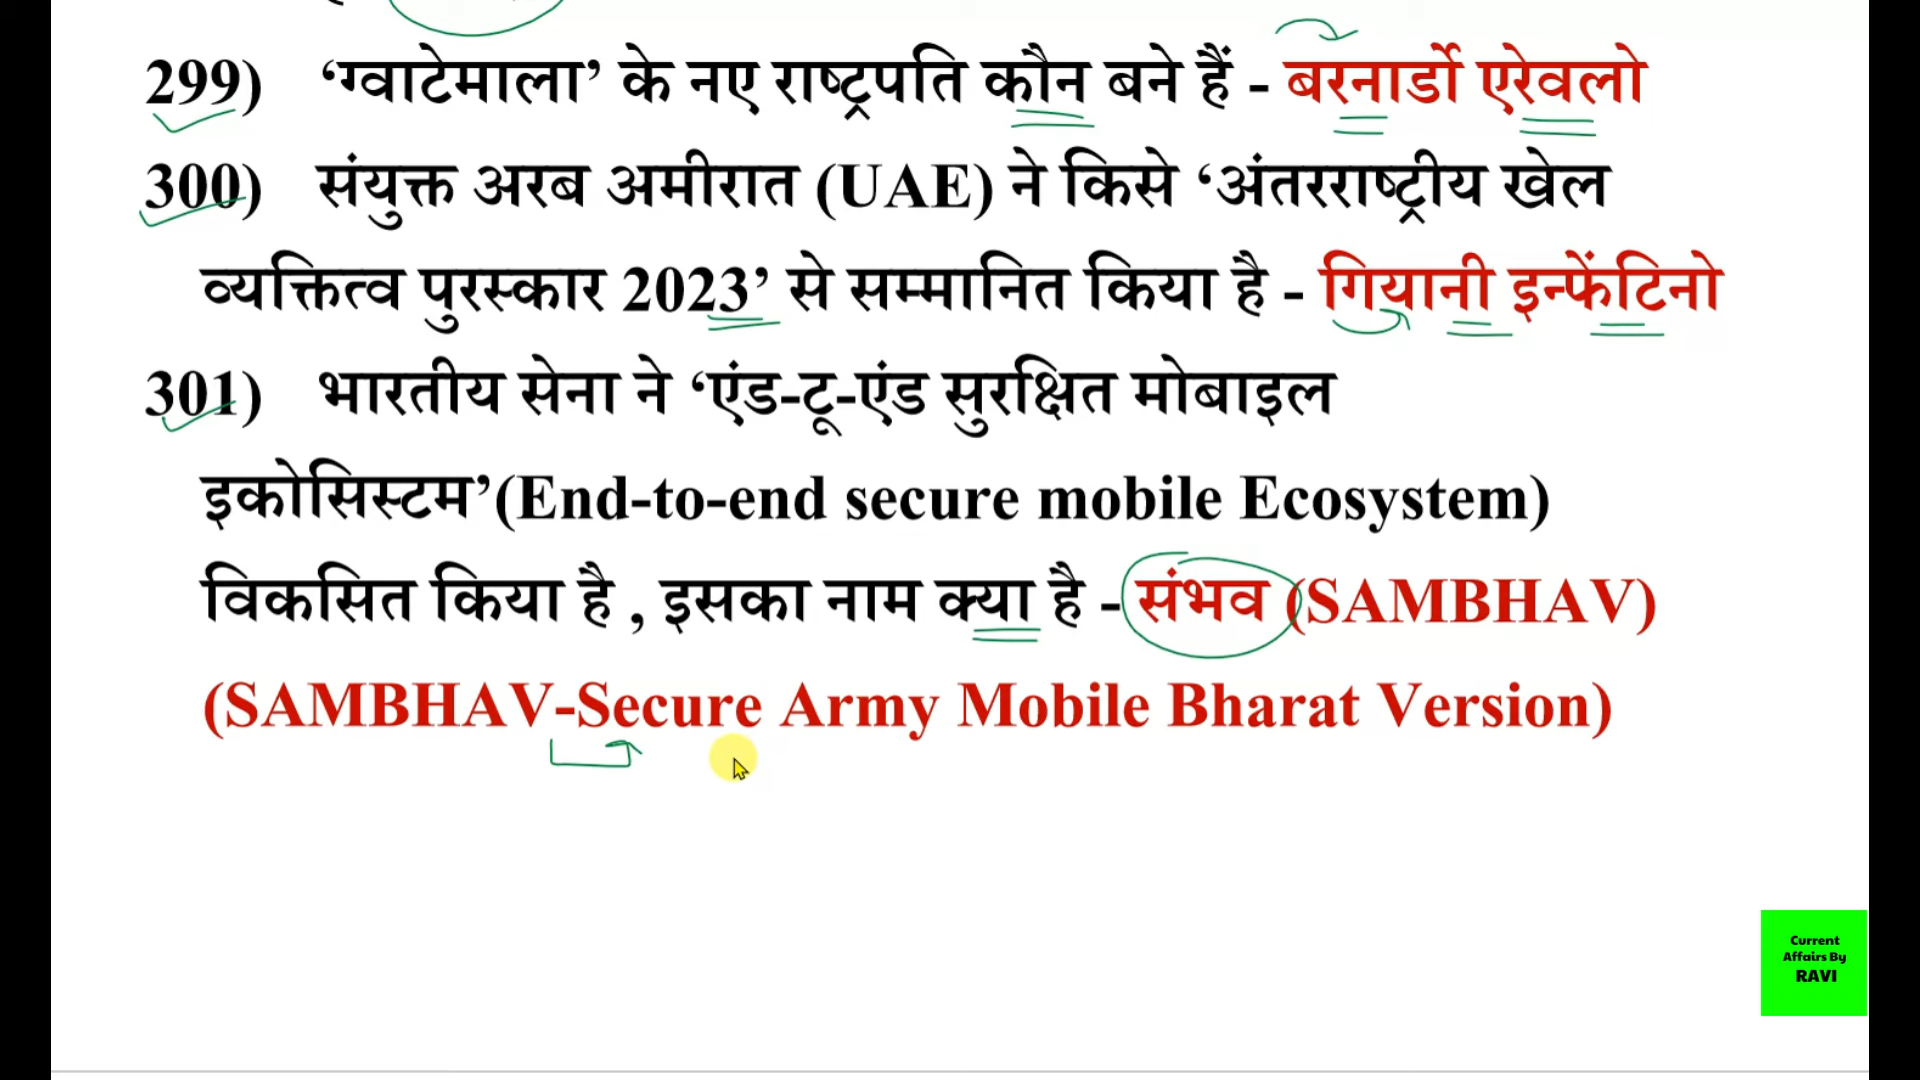 299) ‘ग्वाटेमाला’ के नए राष्ट्रपति कौन बने हैं - बरनार्डो एरेवलो
300) संयुक्त अरब अमीरात (UAE) ने किसे ‘अंतरराष्ट्रीय खेल
व्यक्तित्व पुरस्कार 2023’ से सम्मानित किया है - गियानी इन्फेंटिनो
301) भारतीय सेना ने ‘एंड-टू-एंड सुरक्षित मोबाइल
इकोसिस्टम’(End-to-end secure mobile Ecosystem)
विकसित किया है , इसका नाम क्या है - संभव (SAMBHAV)
(SAMBHAV-Secure Army Mobile Bharat Version)
Current
Affairs By
RAVI